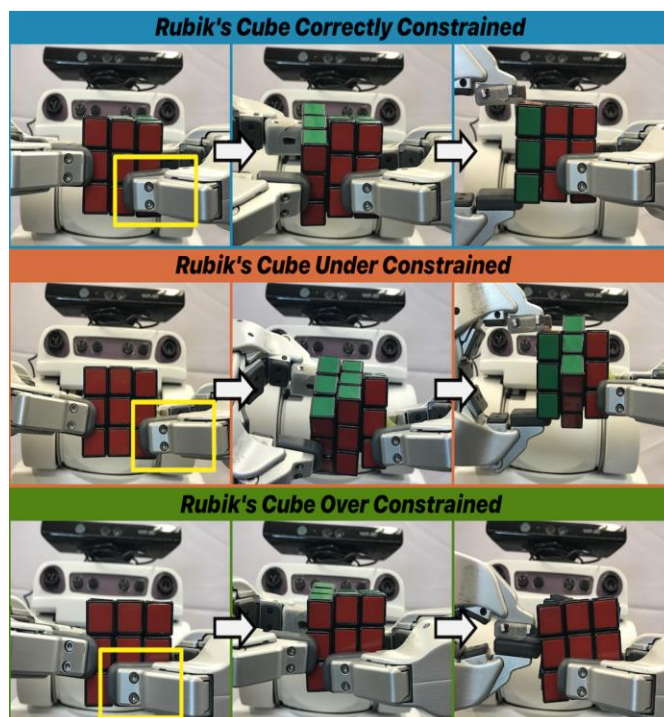 Rubik's Cube Correctly Constrained
Rubik's Cube Under Constrained
Rubik's Cube Over Constrained